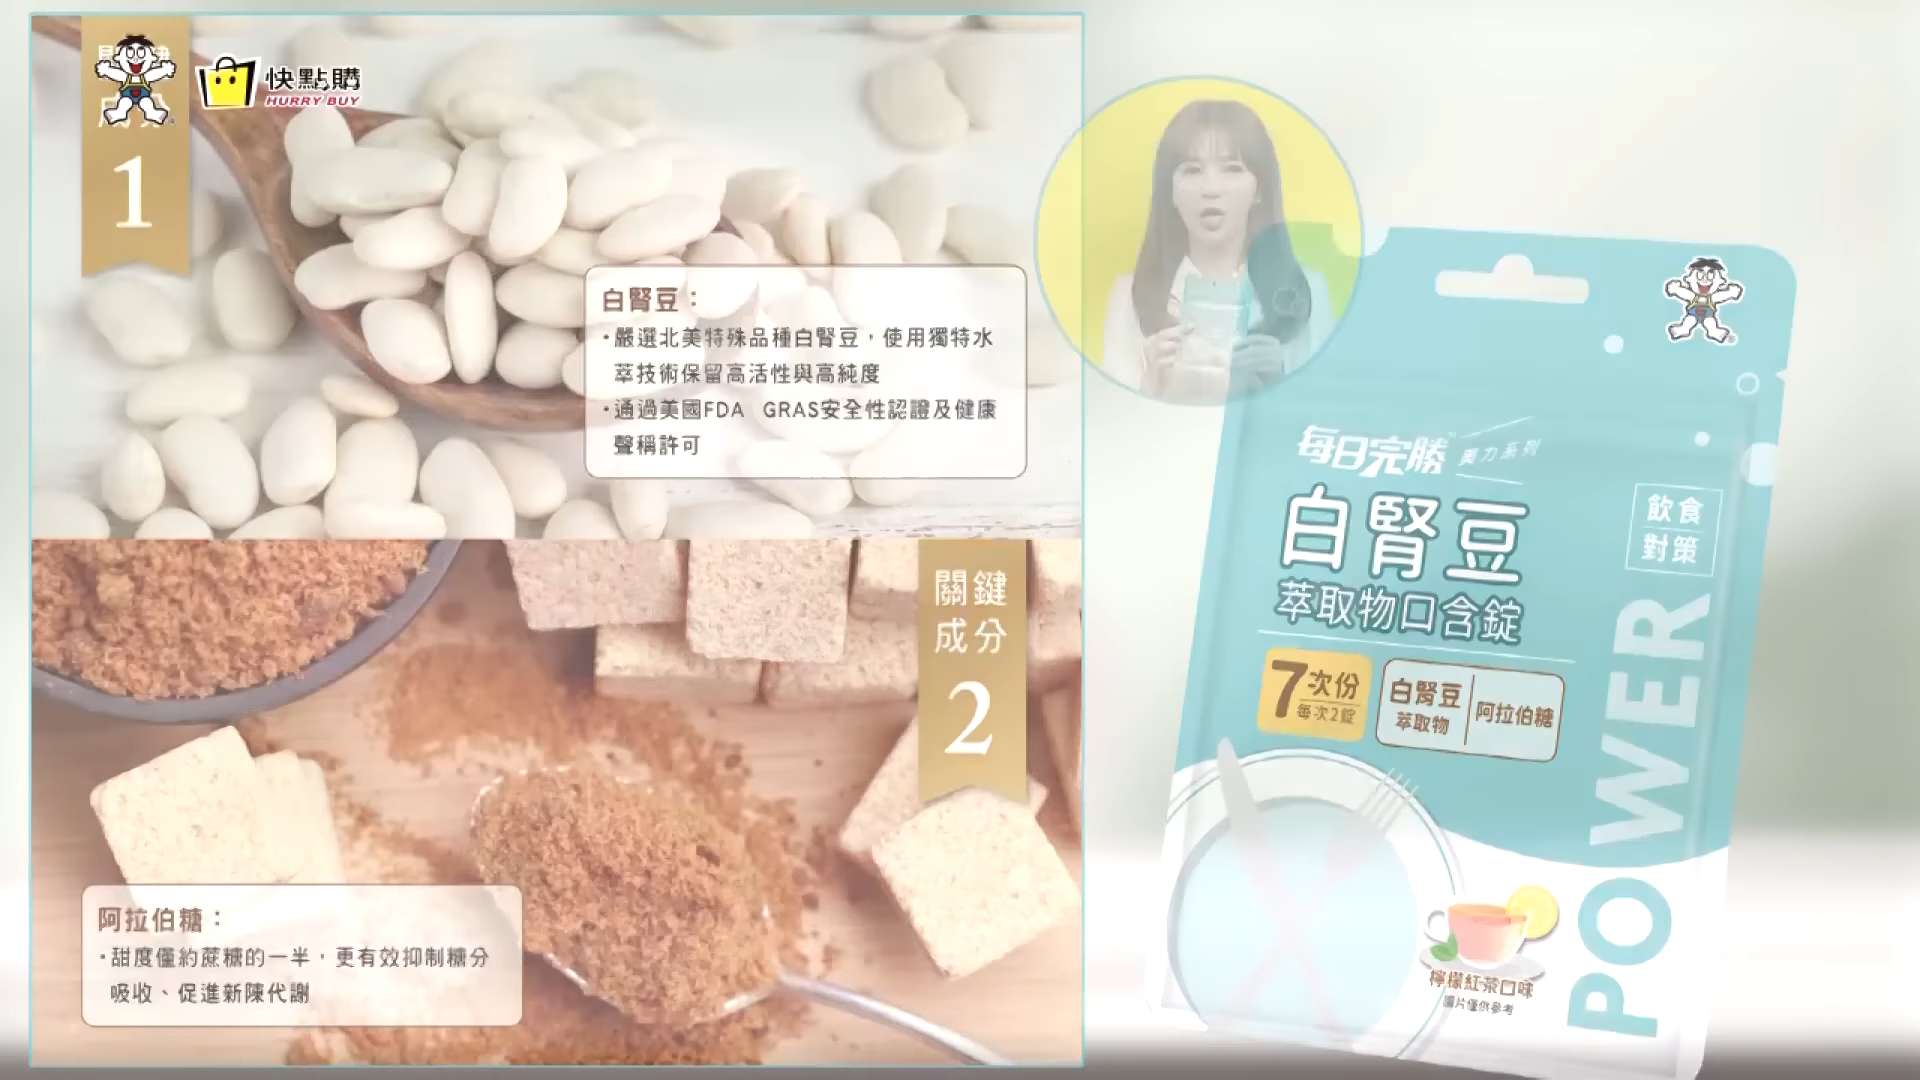 快點購
HURRY BUY
1
白腎豆：
・嚴選北美特殊品種白腎豆，使用獨特水
萃技術保留高活性與高純度
・通過美國FDA GRAS安全性認證及健康
聲稱許可
關鍵
成分
2
阿拉伯糖：
・甜度僅約蔗糖的一半，更有效抑制糖分
吸收、促進新陳代謝
每日完勝 美力系列
白腎豆
萃取物口含錠
飲食
對策
7次份
每次2錠
白腎豆
萃取物
阿拉伯糖
POWER
檸檬紅茶口味
圖片僅供參考